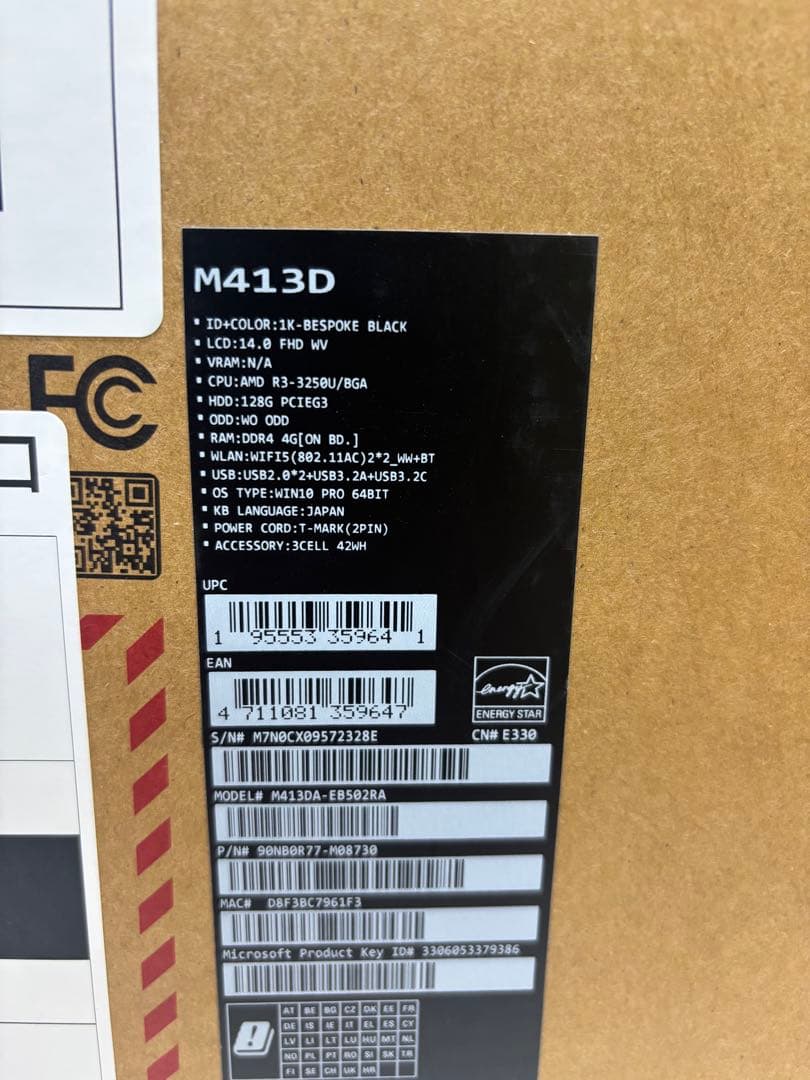 M413D
▪ ID+COLOR:1K-BESPOKE BLACK
▪ LCD:14.0 FHD WV
▪ VRAM:N/A
▪ CPU:AMD R3-3250U/BGA
▪ HDD:128G PCIEG3
▪ ODD:WO ODD
▪ RAM:DDR4 4G[ON BD.]
▪ WLAN:WIFI5(802.11AC)2*2_WW+BT
▪ USB:USB2.0*2+USB3.2A+USB3.2C
▪ OS TYPE:WIN10 PRO 64BIT
▪ KB LANGUAGE:JAPAN
▪ POWER CORD:T-MARK(2PIN)
▪ ACCESSORY:3CELL 42WH
FC
UPC
1 95553 35964 1
EAN
4 711081 359647
energy
ENERGY STAR
S/N# M7N0CX09572328E CN# E330
MODEL# M413DA-EB502RA
P/N# 90NB0R77-M08730
MAC# D8F3BC7961F3
Microsoft Product Key ID# 3306053379386
AT BE BG CZ DK EE FR
DE IS IE IT EL ES CY
LV LI LT LU HU MT NL
NO PL PT RO SI SK TR
FI SE CH UK HR